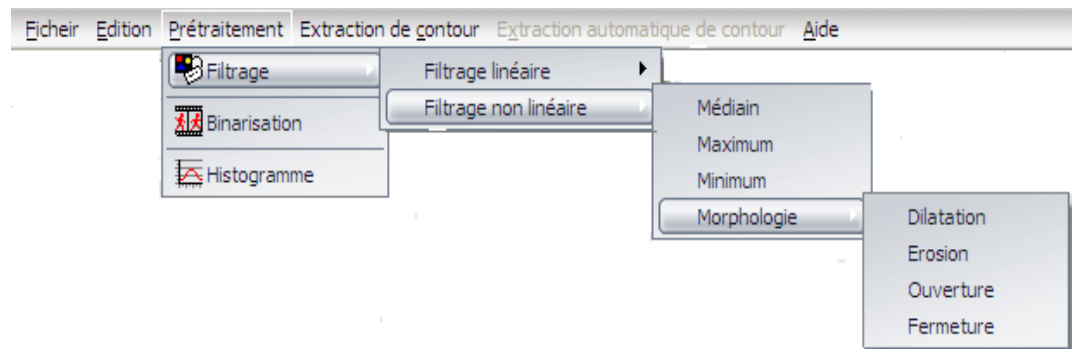 Ficheir Edition Prétraitement Extraction de contour Extraction automatique de contour Aide
Filtrage
Binarisation
Histogramme
Filtrage linéaire
Filtrage non linéaire
Médiain
Maximum
Minimum
Morphologie
Dilatation
Erosion
Ouverture
Fermeture